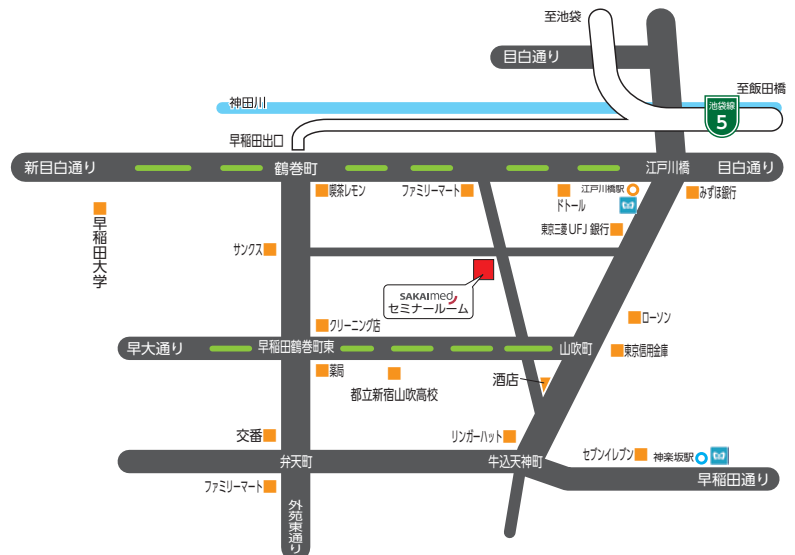 至池袋
目白通り
至飯田橋
池袋線
5
神田川
早稲田出口
新目白通り
鶴巻町
江戸川橋
目白通り
喫茶レモン
ファミリーマート
江戸川橋駅
ドトール
みずほ銀行
早稲田大学
東京三菱UFJ 銀行
サンクス
SAKAImed
セミナールーム
クリーニング店
ローソン
早大通り
早稲田鶴巻町東
山吹町
東京信用金庫
薬局
都立新宿山吹高校
酒店
交番
リンガーハット
弁天町
牛込天神町
セブンイレブン
神楽坂駅
早稲田通り
ファミリーマート
外苑東通り